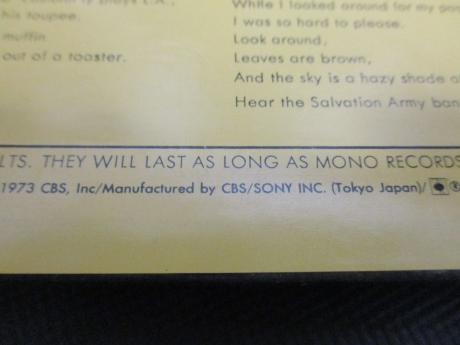 his toupee.
muffin
out of a toaster.
While I looked around for my
I was so hard to please.
Look around,
Leaves are brown,
And the sky is a hazy shade
Hear the Salvation Army
LTS. THEY WILL LAST AS LONG AS MONO RECORDS
1973 CBS, Inc/Manufactured by CBS/SONY INC. (Tokyo Japan)/